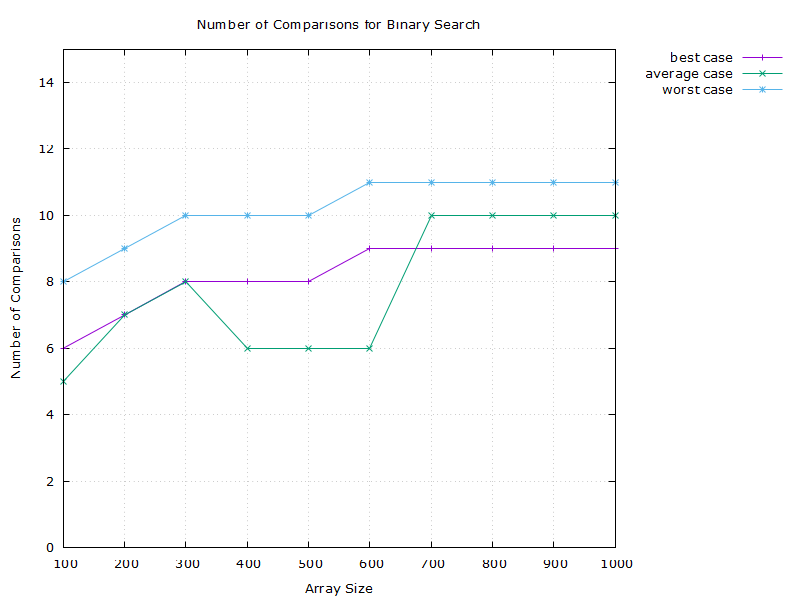 Number of Comparisons for Binary Search
best case
average case
worst case
14
12
10
8
6
4
2
0
Number of Comparisons
100 200 300 400 500 600 700 800 900 1000
Array Size